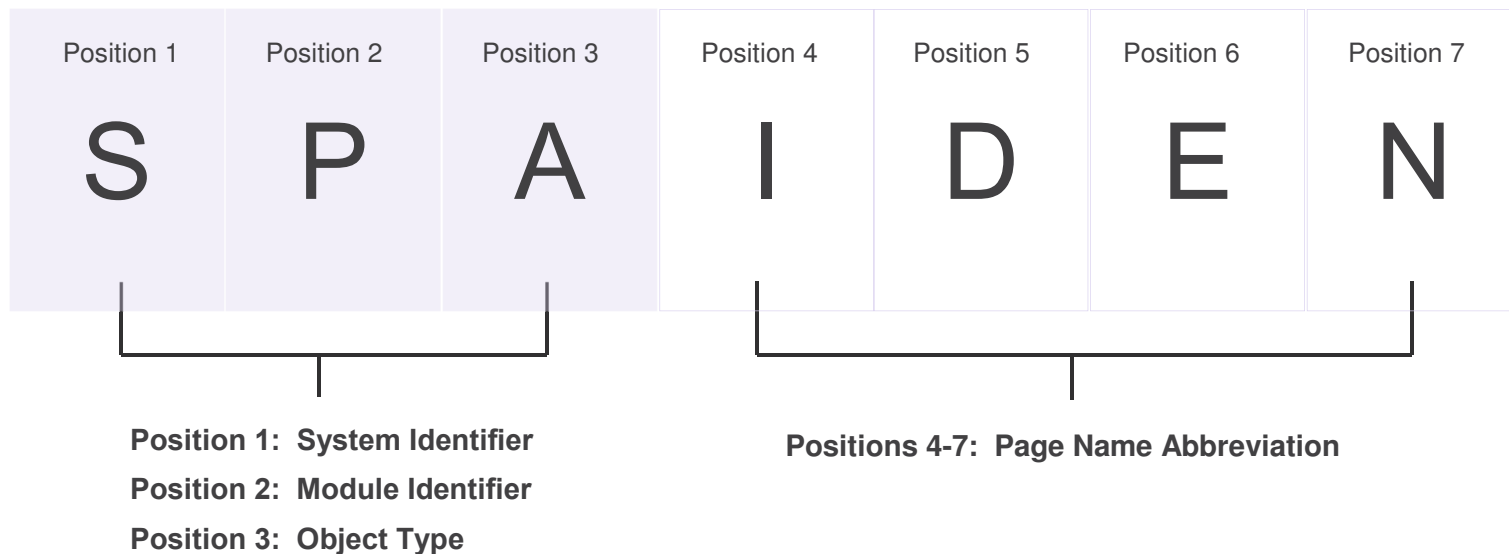 Position 1 Position 2 Position 3 Position 4 Position 5 Position 6 Position 7
S P A I D E N
Position 1: System Identifier
Position 2: Module Identifier
Position 3: Object Type
Positions 4-7: Page Name Abbreviation